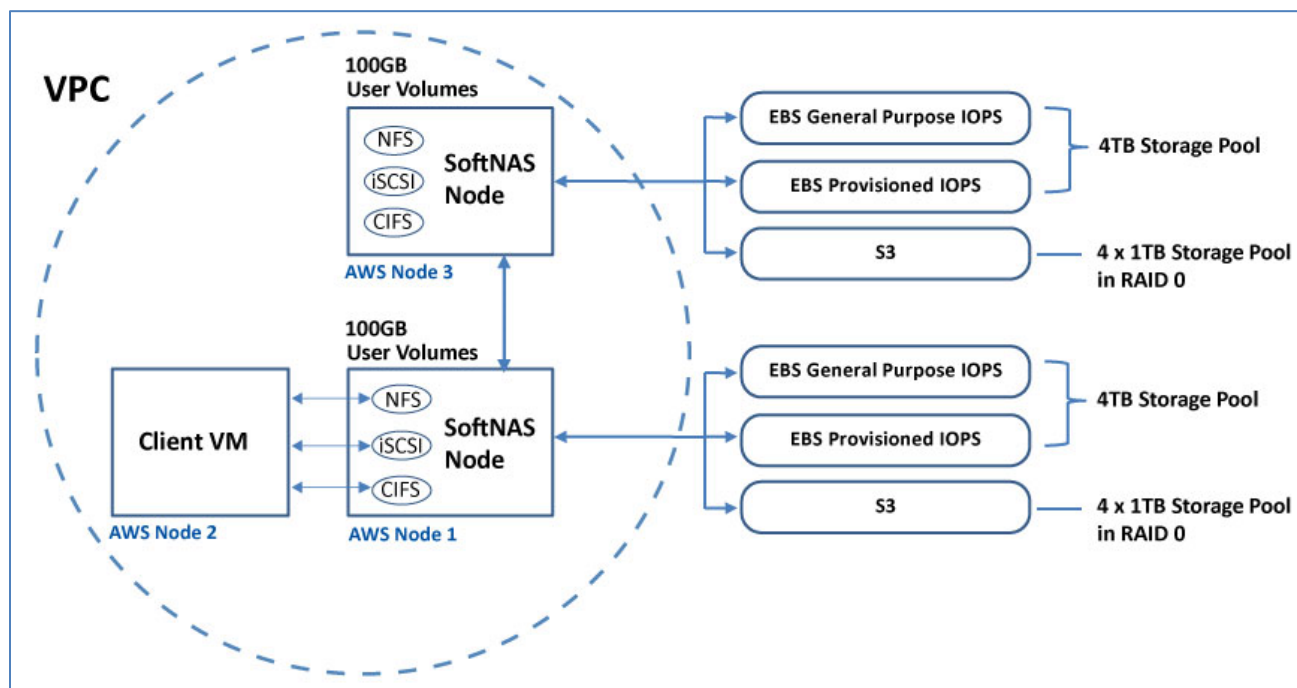 VPC
100GB
User Volumes
NFS
iSCSI
CIFS
SoftNAS
Node
AWS Node 3
EBS General Purpose IOPS
EBS Provisioned IOPS
S3
4TB Storage Pool
4 x 1TB Storage Pool
in RAID 0
100GB
User Volumes
Client VM
AWS Node 2
NFS
iSCSI
CIFS
SoftNAS
Node
AWS Node 1
EBS General Purpose IOPS
EBS Provisioned IOPS
S3
4TB Storage Pool
4 x 1TB Storage Pool
in RAID 0